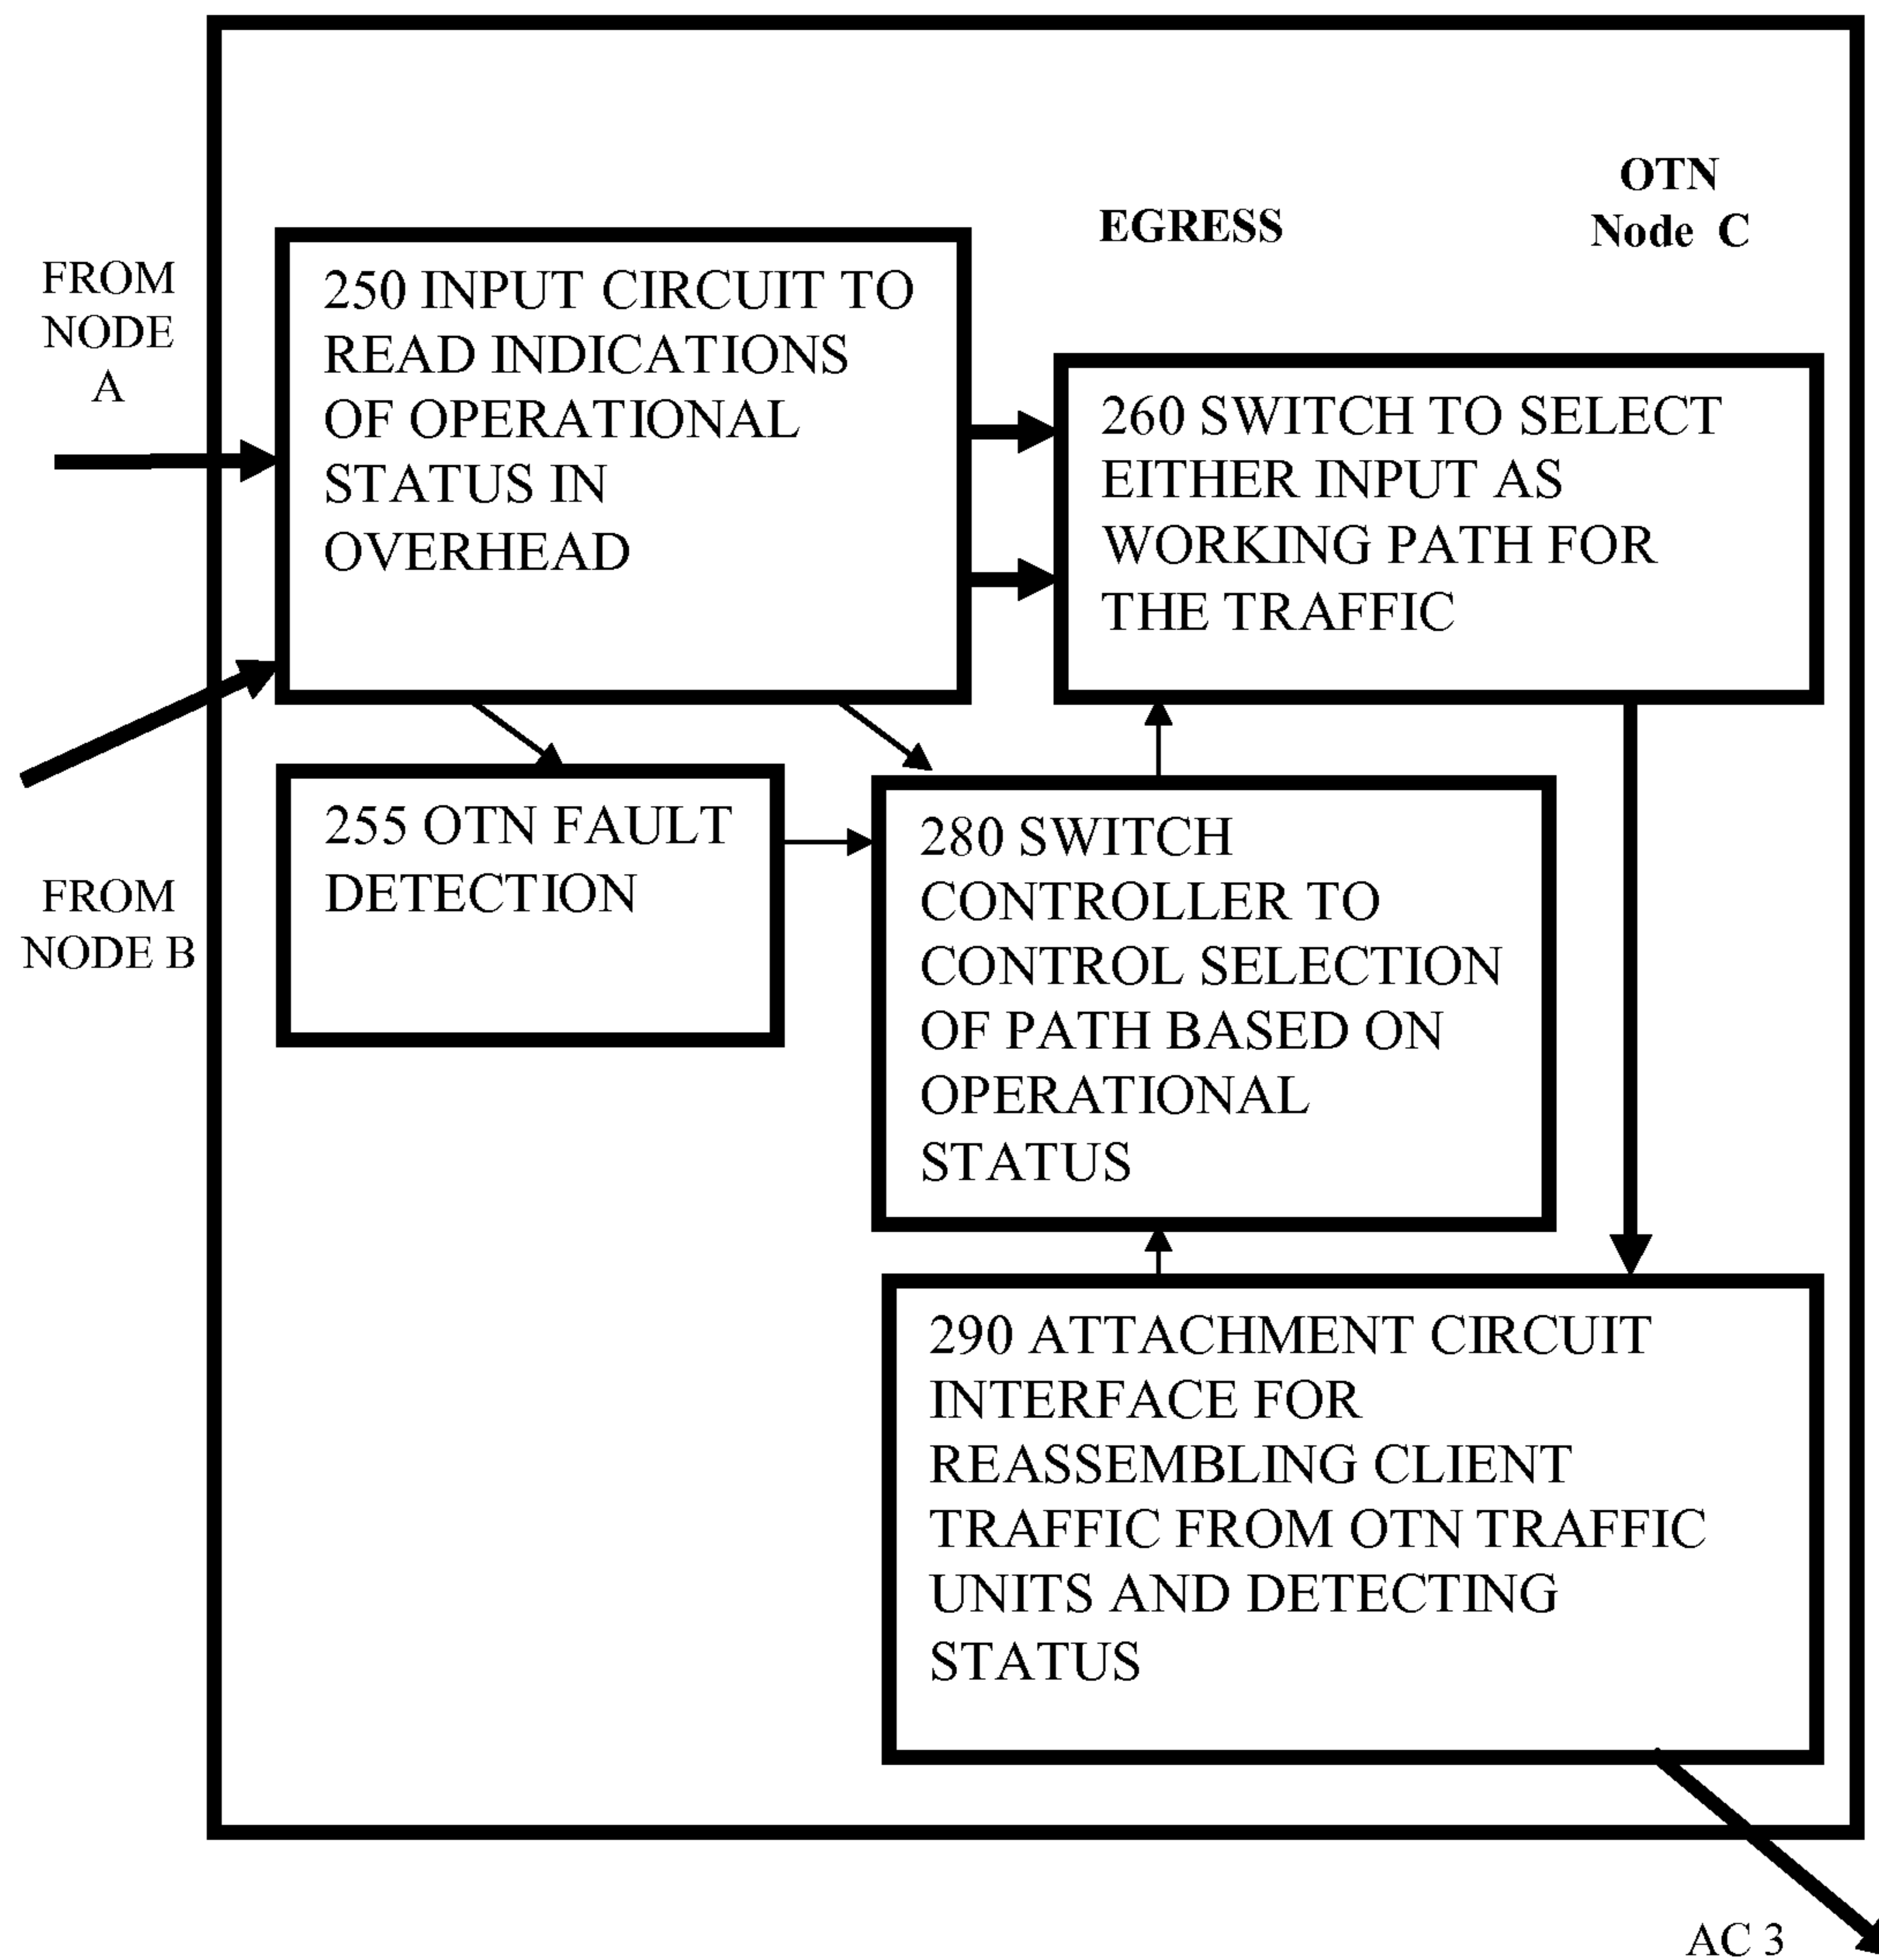 OTN
Node C
EGRESS
FROM
NODE
A
250 INPUT CIRCUIT TO
READ INDICATIONS
OF OPERATIONAL
STATUS IN
OVERHEAD
260 SWITCH TO SELECT
EITHER INPUT AS
WORKING PATH FOR
THE TRAFFIC
FROM
NODE B
255 OTN FAULT
DETECTION
280 SWITCH
CONTROLLER TO
CONTROL SELECTION
OF PATH BASED ON
OPERATIONAL
STATUS
290 ATTACHMENT CIRCUIT
INTERFACE FOR
REASSEMBLING CLIENT
TRAFFIC FROM OTN TRAFFIC
UNITS AND DETECTING
STATUS
AC 3